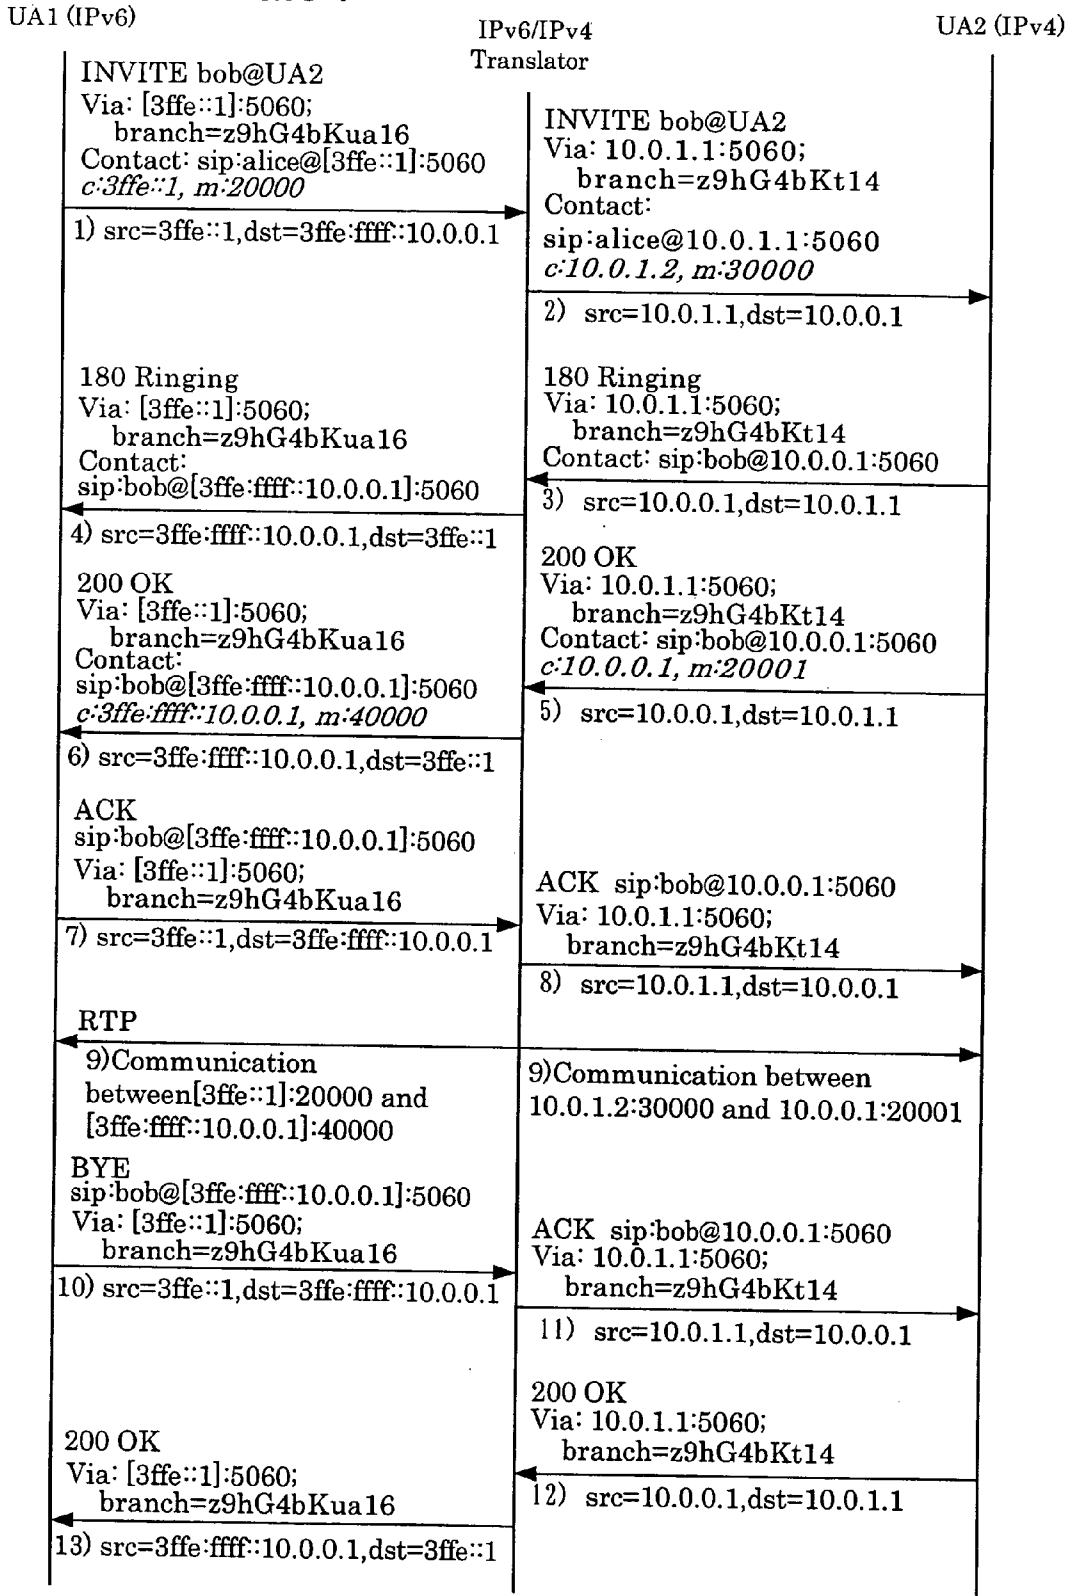 UA1 (IPv6)
IPv6/IPv4
Translator
UA2 (IPv4)
INVITE bob@UA2
Via: [3ffe::1]:5060;
branch=z9hG4bKua16
Contact: sip:alice@[3ffe::1]:5060
c:3ffe::1, m:20000
1) src=3ffe::1,dst=3ffe:ffff::10.0.0.1
INVITE bob@UA2
Via: 10.0.1.1:5060;
branch=z9hG4bKt14
Contact:
sip:alice@10.0.1.1:5060
c:10.0.1.2, m:30000
2) src=10.0.1.1,dst=10.0.0.1
180 Ringing
Via: 10.0.1.1:5060;
branch=z9hG4bKt14
Contact: sip:bob@10.0.0.1:5060
3) src=10.0.0.1,dst=10.0.1.1
180 Ringing
Via: [3ffe::1]:5060;
branch=z9hG4bKua16
Contact:
sip:bob@[3ffe:ffff::10.0.0.1]:5060
4) src=3ffe:ffff::10.0.0.1,dst=3ffe::1
200 OK
Via: 10.0.1.1:5060;
branch=z9hG4bKt14
Contact: sip:bob@10.0.0.1:5060
c:10.0.0.1, m:20001
5) src=10.0.0.1,dst=10.0.1.1
200 OK
Via: [3ffe::1]:5060;
branch=z9hG4bKua16
Contact:
sip:bob@[3ffe:ffff::10.0.0.1]:5060
c:3ffe:ffff::10.0.0.1, m:40000
6) src=3ffe:ffff::10.0.0.1,dst=3ffe::1
ACK
sip:bob@[3ffe:ffff::10.0.0.1]:5060
Via: [3ffe::1]:5060;
branch=z9hG4bKua16
7) src=3ffe::1,dst=3ffe:ffff::10.0.0.1
ACK sip:bob@10.0.0.1:5060
Via: 10.0.1.1:5060;
branch=z9hG4bKt14
8) src=10.0.1.1,dst=10.0.0.1
RTP
9)Communication
between[3ffe::1]:20000 and
[3ffe:ffff::10.0.0.1]:40000
9)Communication between
10.0.1.2:30000 and 10.0.0.1:20001
BYE
sip:bob@[3ffe:ffff::10.0.0.1]:5060
Via: [3ffe::1]:5060;
branch=z9hG4bKua16
10) src=3ffe::1,dst=3ffe:ffff::10.0.0.1
ACK sip:bob@10.0.0.1:5060
Via: 10.0.1.1:5060;
branch=z9hG4bKt14
11) src=10.0.1.1,dst=10.0.0.1
200 OK
Via: 10.0.1.1:5060;
branch=z9hG4bKt14
12) src=10.0.0.1,dst=10.0.1.1
200 OK
Via: [3ffe::1]:5060;
branch=z9hG4bKua16
13) src=3ffe:ffff::10.0.0.1,dst=3ffe::1